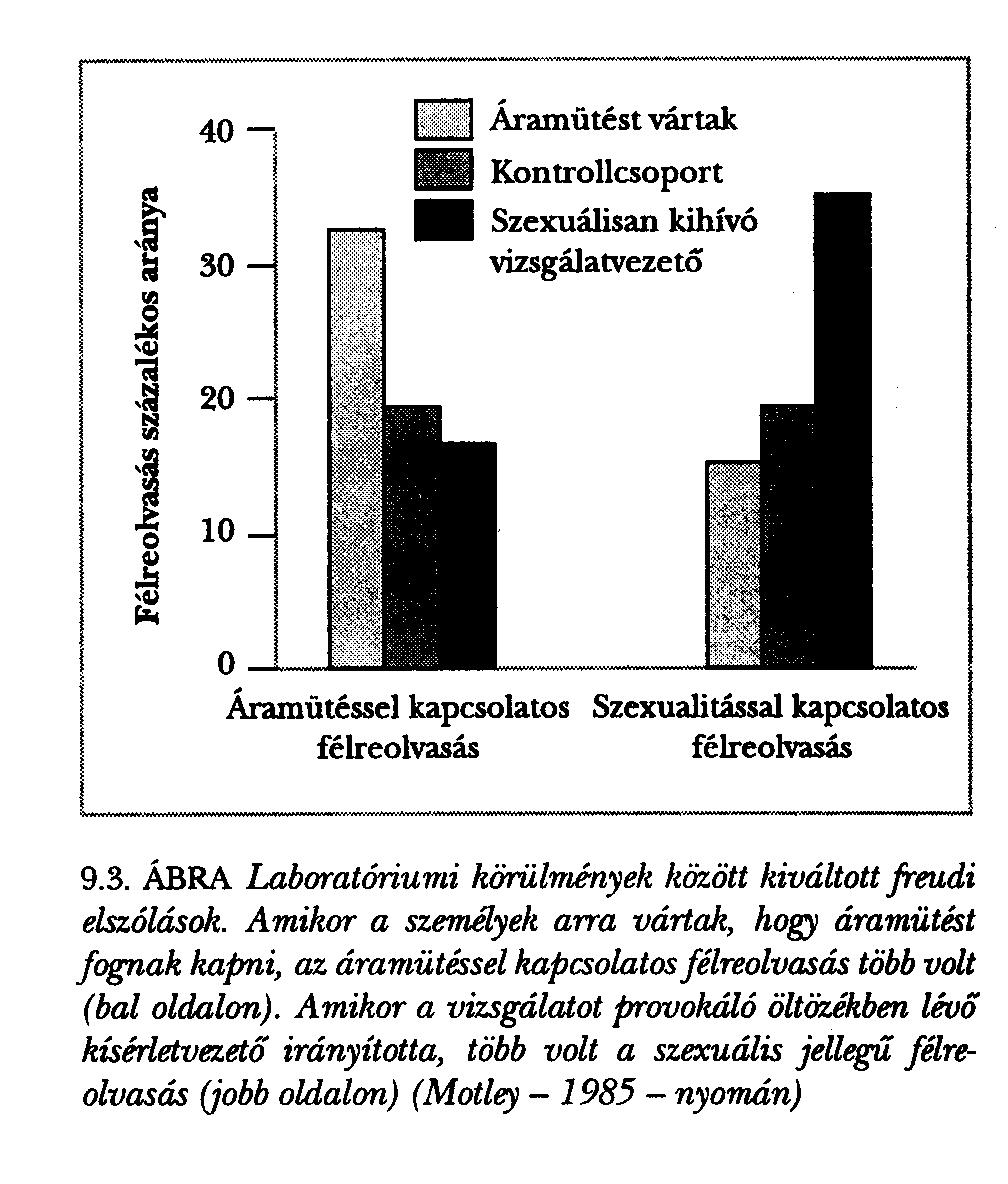 Áramütést vártak
Kontrollcsoport
Szexuálisan kihívó
vizsgálatvezető
Félreolvasás százalékos aránya
40
30
20
10
0
Áramütéssel kapcsolatos
félreolvasás
Szexualitással kapcsolatos
félreolvasás
9.3. ÁBRA Laboratóriumi körülmények között kiváltott freudi
elszólások. Amikor a személyek arra vártak, hogy áramütést
fognak kapni, az áramütéssel kapcsolatos félreolvasás több volt
(bal oldalon). Amikor a vizsgálatot provokáló öltözékben lévő
kísérletvezető irányította, több volt a szexuális jellegű félre-
olvasás (jobb oldalon) (Motley – 1985 – nyomán)